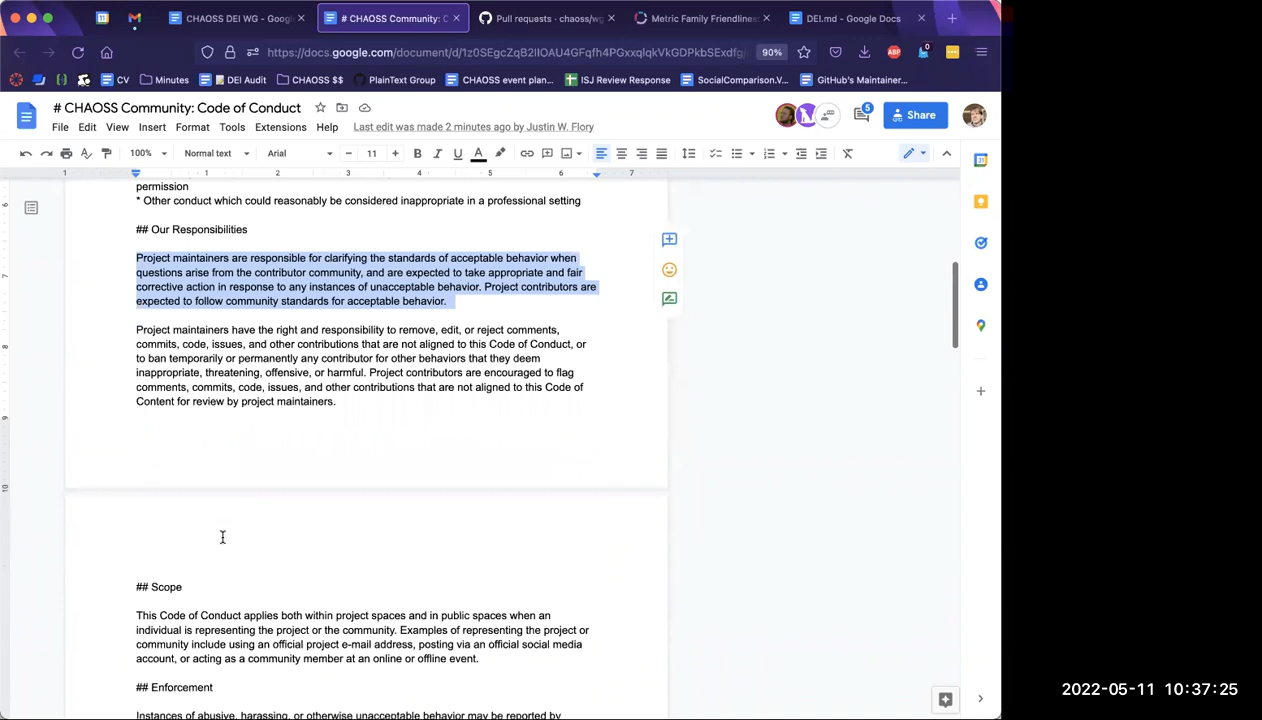 CHAOSS DEI WG - Googl
# CHAOSS Community: C
Pull requests · chaoss/wg
Metric Family Friendlines
DEI.md - Google Docs
https://docs.google.com/document/d/1z0SEgcZqB2lIOAU4GFqfh4PGxxqlqkVkGDPkbSExdfg/
90%
CV
Minutes
DEI Audit
CHAOSS $$
PlainText Group
CHAOSS event plan...
ISJ Review Response
SocialComparison.V...
GitHub's Maintainer...
# CHAOSS Community: Code of Conduct
5
Share
File Edit View Insert Format Tools Extensions Help Last edit was made 2 minutes ago by Justin W. Flory
100% Normal text Arial 11
1 1 2 3 4 5 6 7
permission
* Other conduct which could reasonably be considered inappropriate in a professional setting
## Our Responsibilities
Project maintainers are responsible for clarifying the standards of acceptable behavior when
questions arise from the contributor community, and are expected to take appropriate and fair
corrective action in response to any instances of unacceptable behavior. Project contributors are
expected to follow community standards for acceptable behavior.
Project maintainers have the right and responsibility to remove, edit, or reject comments,
commits, code, issues, and other contributions that are not aligned to this Code of Conduct, or
to ban temporarily or permanently any contributor for other behaviors that they deem
inappropriate, threatening, offensive, or harmful. Project contributors are encouraged to flag
comments, commits, code, issues, and other contributions that are not aligned to this Code of
Content for review by project maintainers.
## Scope
This Code of Conduct applies both within project spaces and in public spaces when an
individual is representing the project or the community. Examples of representing the project or
community include using an official project e-mail address, posting via an official social media
account, or acting as a community member at an online or offline event.
## Enforcement
Instances of abusive, harassing, or otherwise unacceptable behavior may be reported by
2022-05-11 10:37:25